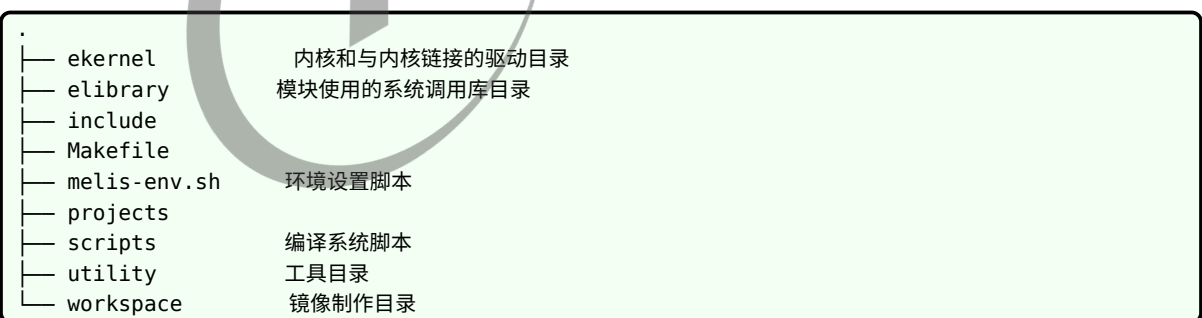 .
├── ekernel 内核和与内核链接的驱动目录
├── elibrary 模块使用的系统调用库目录
├── include
├── Makefile
├── melis-env.sh 环境设置脚本
├── projects
├── scripts 编译系统脚本
├── utility 工具目录
└── workspace 镜像制作目录